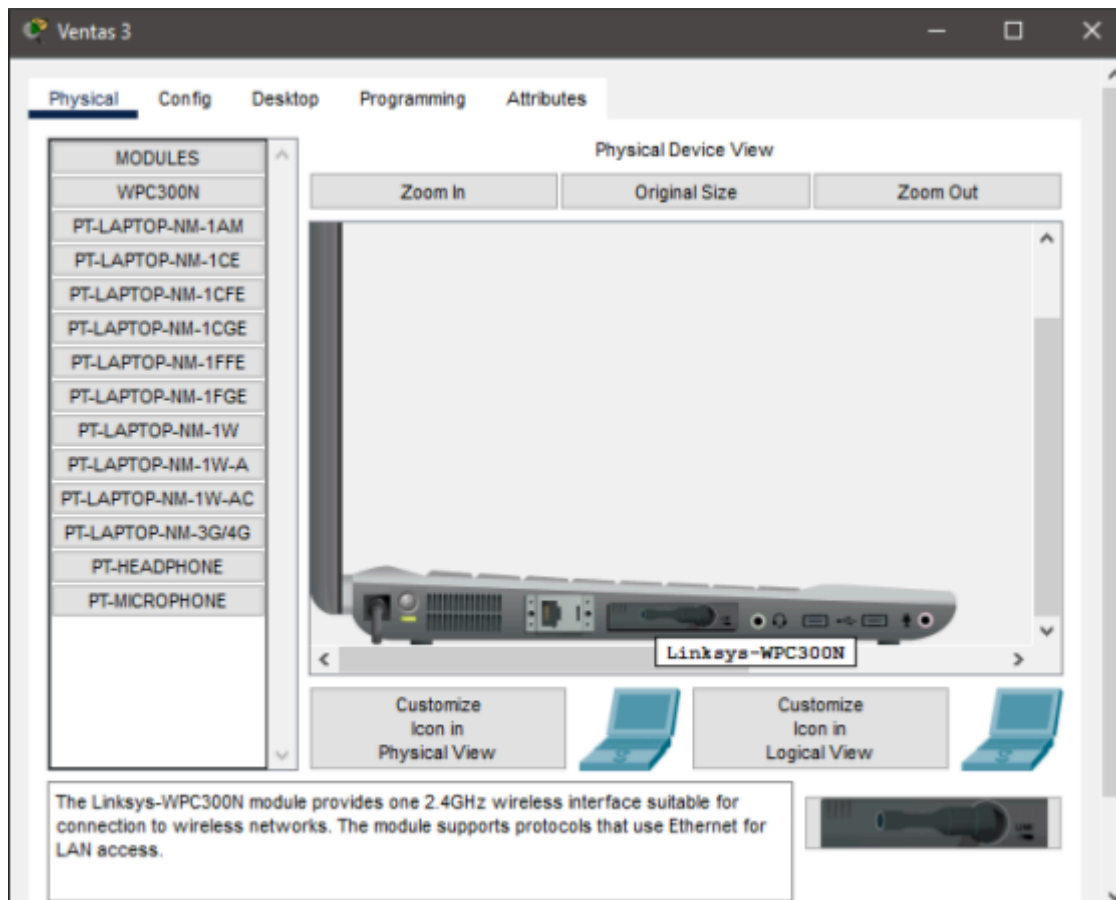 Ventas 3
Physical Config Desktop Programming Attributes
MODULES
WPC300N
PT-LAPTOP-NM-1AM
PT-LAPTOP-NM-1CE
PT-LAPTOP-NM-1CFE
PT-LAPTOP-NM-1CGE
PT-LAPTOP-NM-1FFE
PT-LAPTOP-NM-1FGE
PT-LAPTOP-NM-1W
PT-LAPTOP-NM-1W-A
PT-LAPTOP-NM-1W-AC
PT-LAPTOP-NM-3G/4G
PT-HEADPHONE
PT-MICROPHONE
Physical Device View
Zoom In Original Size Zoom Out
Linksys-WPC300N
Customize
Icon in
Physical View
Customize
Icon in
Logical View
The Linksys-WPC300N module provides one 2.4GHz wireless interface suitable for
connection to wireless networks. The module supports protocols that use Ethernet for
LAN access.